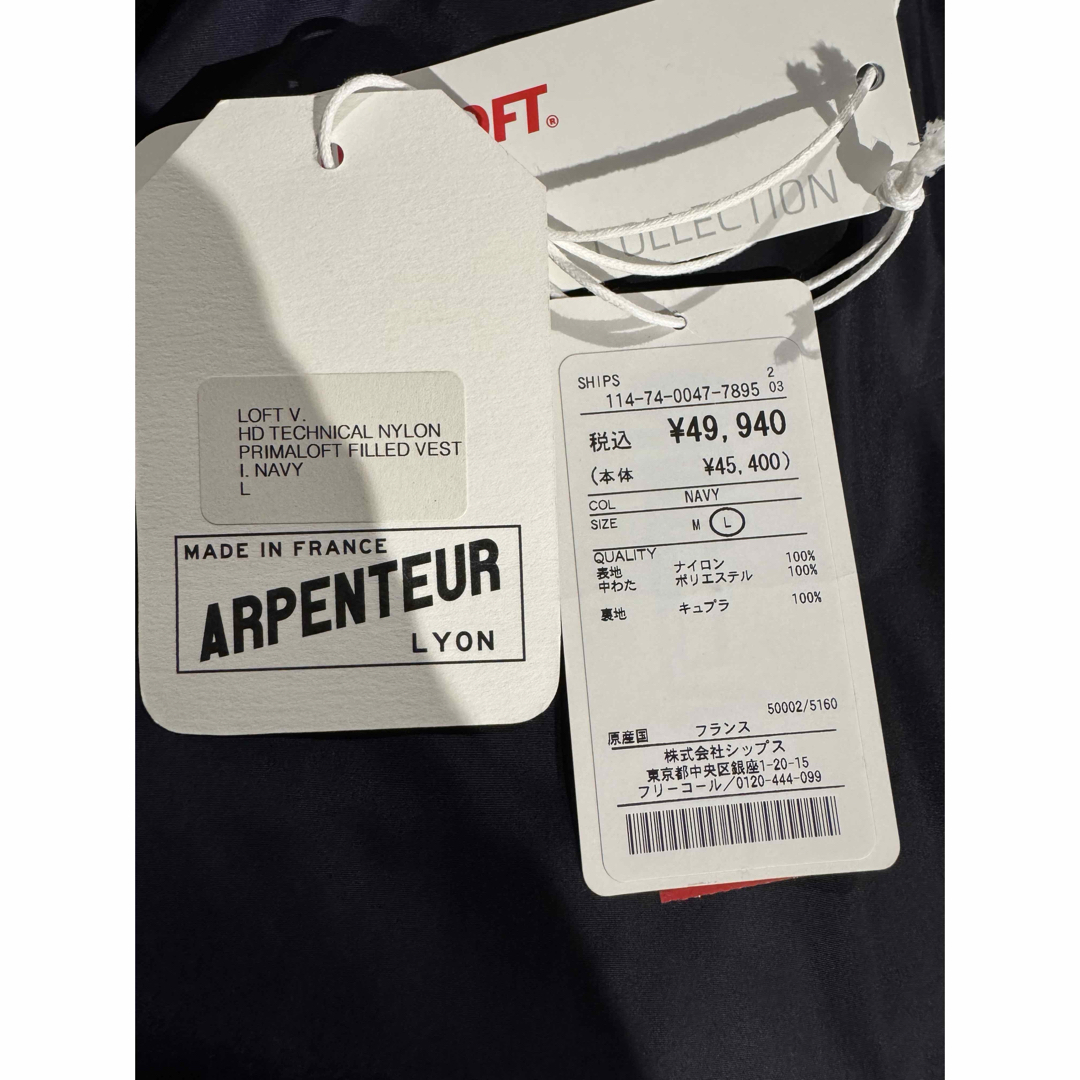 OFT®
COLLECTION
LOFT V.
HD TECHNICAL NYLON
PRIMALOFT FILLED VEST
I. NAVY
L
MADE IN FRANCE
ARPENTEUR
LYON
SHIPS 2
114-74-0047-7895 03
税込 ¥49,940
(本体 ¥45,400)
COL NAVY
SIZE M L
QUALITY
表地 ナイロン 100%
中わた ポリエステル 100%
裏地 キュプラ 100%
50002/5160
原産国 フランス
株式会社シップス
東京都中央区銀座1-20-15
フリーコール/0120-444-099